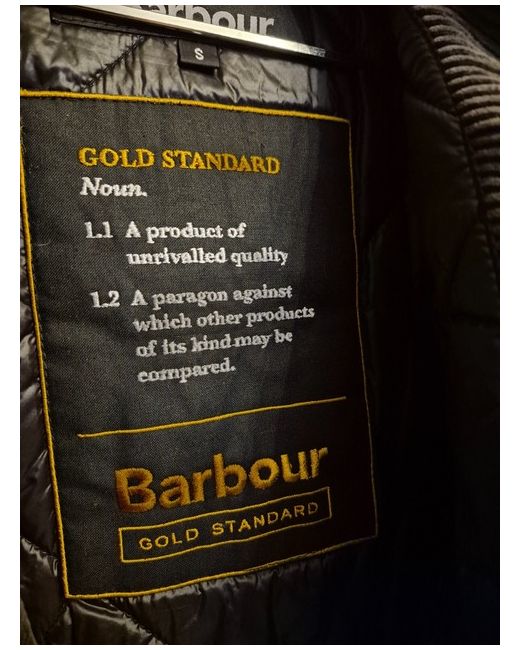 Barbour
S
GOLD STANDARD
Noun.
1.1 A product of
unrivalled quality
1.2 A paragon against
which other products
of its kind may be
compared.
Barbour
GOLD STANDARD